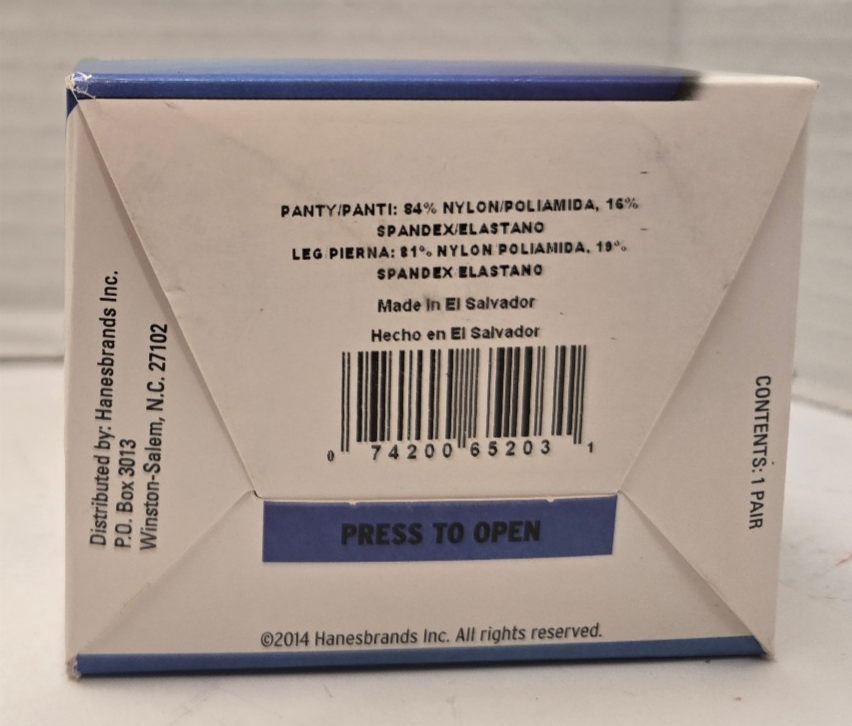 PANTY/PANTI: 84% NYLON/POLIAMIDA, 16%
SPANDEX/ELASTANO
LEG/PIERNA: 81% NYLON/POLIAMIDA, 19%
SPANDEX/ELASTANO
Made in El Salvador
Hecho en El Salvador
0 74200 65203 1
PRESS TO OPEN
©2014 Hanesbrands Inc. All rights reserved.
Distributed by: Hanesbrands Inc.
P.O. Box 3013
Winston-Salem, N.C. 27102
CONTENTS: 1 PAIR